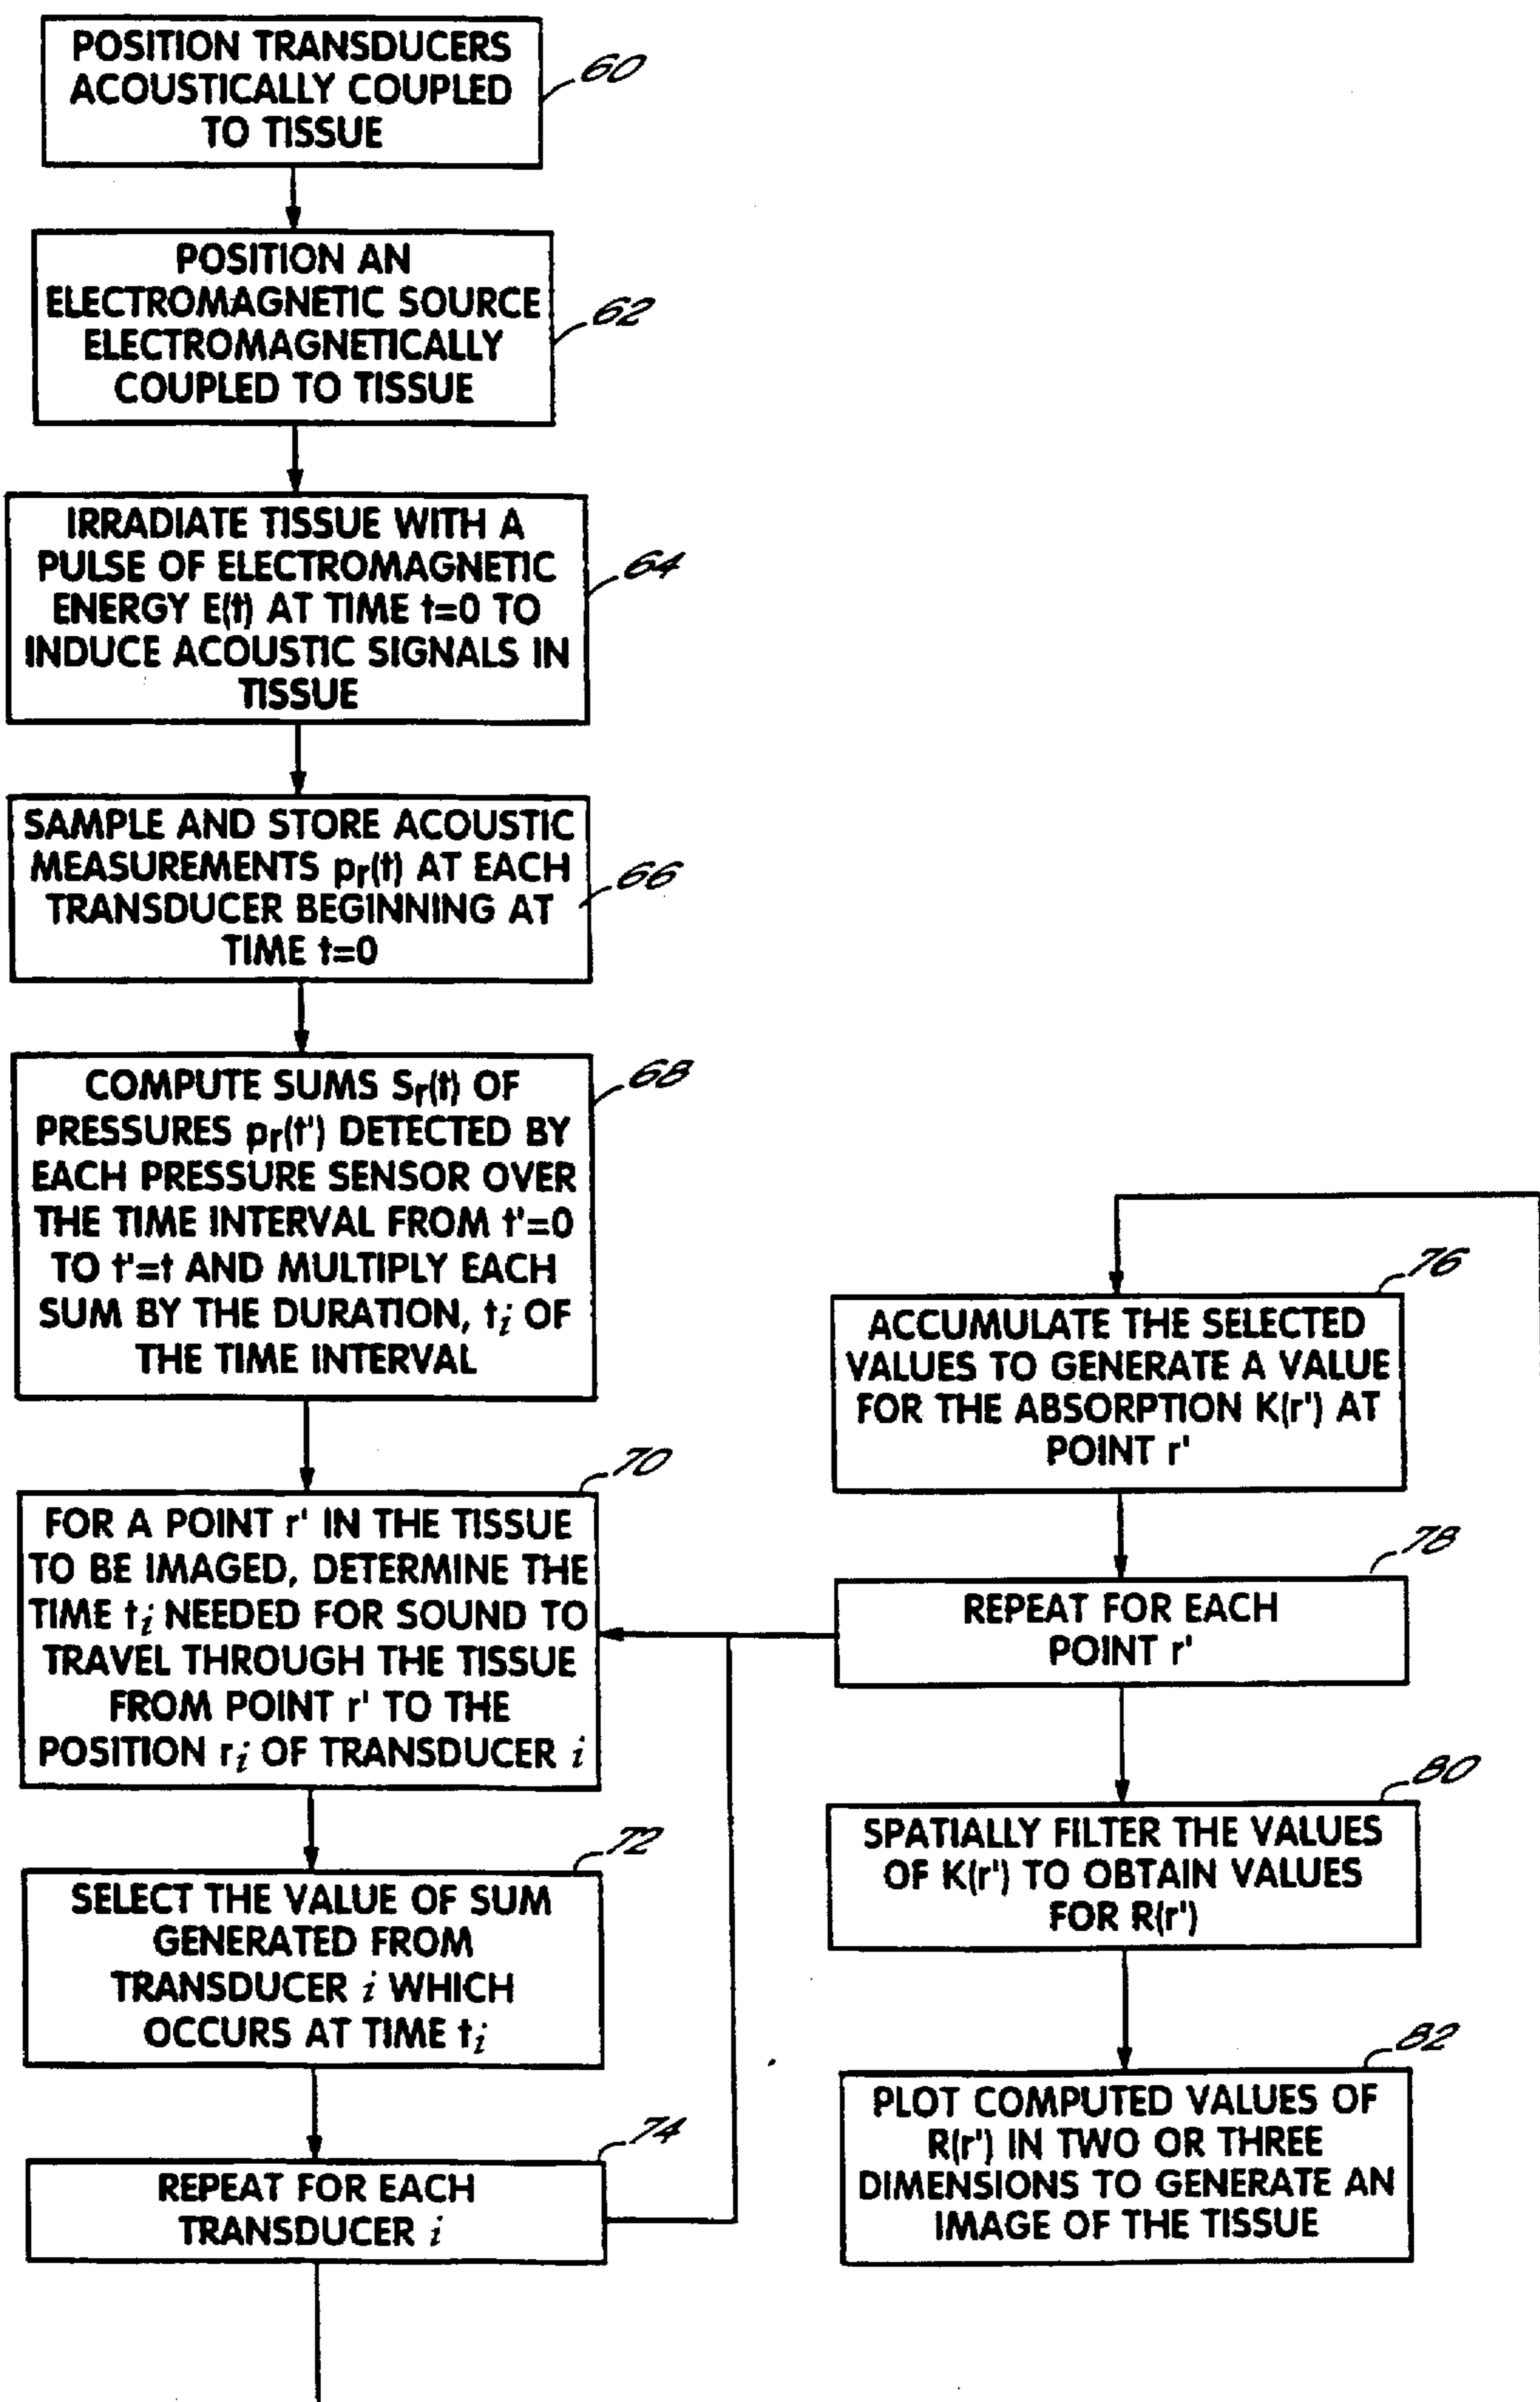 POSITION TRANSDUCERS
ACOUSTICALLY COUPLED
TO TISSUE
60
POSITION AN
ELECTROMAGNETIC SOURCE
ELECTROMAGNETICALLY
COUPLED TO TISSUE
62
IRRADIATE TISSUE WITH A
PULSE OF ELECTROMAGNETIC
ENERGY E(t) AT TIME t=0 TO
INDUCE ACOUSTIC SIGNALS IN
TISSUE
64
SAMPLE AND STORE ACOUSTIC
MEASUREMENTS pr(t) AT EACH
TRANSDUCER BEGINNING AT
TIME t=0
66
COMPUTE SUMS Sr(t) OF
PRESSURES pr(t') DETECTED BY
EACH PRESSURE SENSOR OVER
THE TIME INTERVAL FROM t'=0
TO t'=t AND MULTIPLY EACH
SUM BY THE DURATION, ti OF
THE TIME INTERVAL
68
FOR A POINT r' IN THE TISSUE
TO BE IMAGED, DETERMINE THE
TIME ti NEEDED FOR SOUND TO
TRAVEL THROUGH THE TISSUE
FROM POINT r' TO THE
POSITION ri OF TRANSDUCER i
70
SELECT THE VALUE OF SUM
GENERATED FROM
TRANSDUCER i WHICH
OCCURS AT TIME ti
72
REPEAT FOR EACH
TRANSDUCER i
74
ACCUMULATE THE SELECTED
VALUES TO GENERATE A VALUE
FOR THE ABSORPTION K(r') AT
POINT r'
76
REPEAT FOR EACH
POINT r'
78
SPATIALLY FILTER THE VALUES
OF K(r') TO OBTAIN VALUES
FOR R(r')
80
PLOT COMPUTED VALUES OF
R(r') IN TWO OR THREE
DIMENSIONS TO GENERATE AN
IMAGE OF THE TISSUE
82